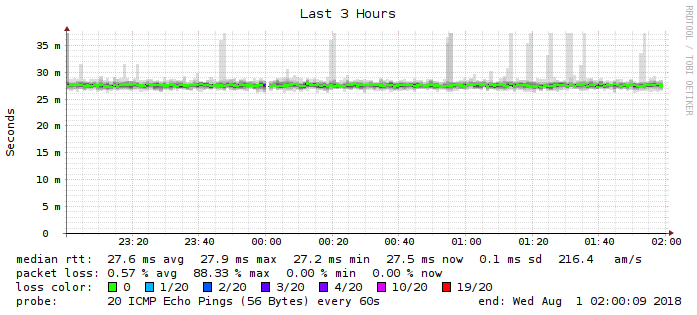 Last 3 Hours
RRDTOOL / TOBI OETIKER
Seconds
35 m
30 m
25 m
20 m
15 m
10 m
5 m
0
23:20 23:40 00:00 00:20 00:40 01:00 01:20 01:40 02:00
median rtt: 27.6 ms avg 27.9 ms max 27.2 ms min 27.5 ms now 0.1 ms sd 216.4 am/s
packet loss: 0.57 % avg 88.33 % max 0.00 % min 0.00 % now
loss color: 0 1/20 2/20 3/20 4/20 10/20 19/20
probe: 20 ICMP Echo Pings (56 Bytes) every 60s end: Wed Aug 1 02:00:09 2018